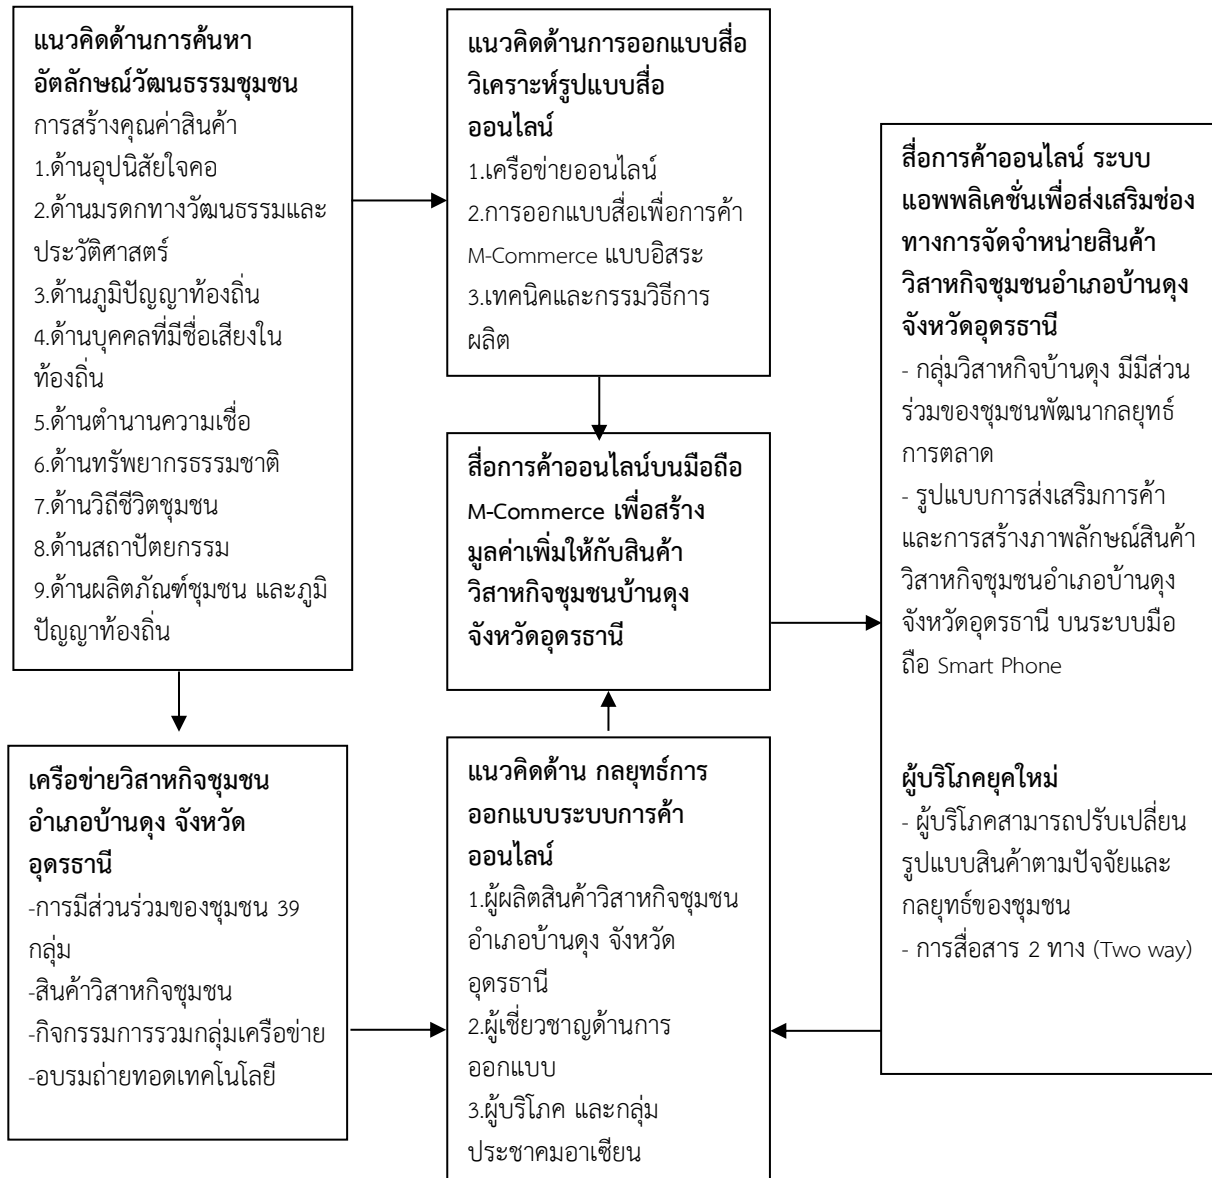 แนวคิดด้านการค้นหา
อัตลักษณ์วัฒนธรรมชุมชน
การสร้างคุณค่าสินค้า
1.ด้านอุปนิสัยใจคอ
2.ด้านมรดกทางวัฒนธรรมและ
ประวัติศาสตร์
3.ด้านภูมิปัญญาท้องถิ่น
4.ด้านบุคคลที่มีชื่อเสียงใน
ท้องถิ่น
5.ด้านตำนานความเชื่อ
6.ด้านทรัพยากรธรรมชาติ
7.ด้านวิถีชีวิตชุมชน
8.ด้านสถาปัตยกรรม
9.ด้านผลิตภัณฑ์ชุมชน และภูมิ
ปัญญาท้องถิ่น
แนวคิดด้านการออกแบบสื่อ
วิเคราะห์รูปแบบสื่อ
ออนไลน์
1.เครือข่ายออนไลน์
2.การออกแบบสื่อเพื่อการค้า
M-Commerce แบบอิสระ
3.เทคนิคและกรรมวิธีการ
ผลิต
สื่อการค้าออนไลน์บนมือถือ
M-Commerce เพื่อสร้าง
มูลค่าเพิ่มให้กับสินค้า
วิสาหกิจชุมชนบ้านดุง
จังหวัดอุดรธานี
สื่อการค้าออนไลน์ ระบบ
แอพพลิเคชั่นเพื่อส่งเสริมช่อง
ทางการจัดจำหน่ายสินค้า
วิสาหกิจชุมชนอำเภอบ้านดุง
จังหวัดอุดรธานี
- กลุ่มวิสาหกิจบ้านดุง มีมีส่วน
ร่วมของชุมชนพัฒนากลยุทธ์
การตลาด
- รูปแบบการส่งเสริมการค้า
และการสร้างภาพลักษณ์สินค้า
วิสาหกิจชุมชนอำเภอบ้านดุง
จังหวัดอุดรธานี บนระบบมือ
ถือ Smart Phone
ผู้บริโภคยุคใหม่
- ผู้บริโภคสามารถปรับเปลี่ยน
รูปแบบสินค้าตามปัจจัยและ
กลยุทธ์ของชุมชน
- การสื่อสาร 2 ทาง (Two way)
เครือข่ายวิสาหกิจชุมชน
อำเภอบ้านดุง จังหวัด
อุดรธานี
-การมีส่วนร่วมของชุมชน 39
กลุ่ม
-สินค้าวิสาหกิจชุมชน
-กิจกรรมการรวมกลุ่มเครือข่าย
-อบรมถ่ายทอดเทคโนโลยี
แนวคิดด้าน กลยุทธ์การ
ออกแบบระบบการค้า
ออนไลน์
1.ผู้ผลิตสินค้าวิสาหกิจชุมชน
อำเภอบ้านดุง จังหวัด
อุดรธานี
2.ผู้เชี่ยวชาญด้านการ
ออกแบบ
3.ผู้บริโภค และกลุ่ม
ประชาคมอาเซียน